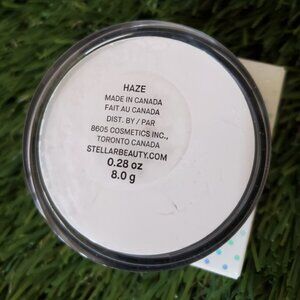 HAZE
MADE IN CANADA
FAIT AU CANADA
DIST. BY / PAR
8605 COSMETICS INC.,
TORONTO CANADA
STELLARBEAUTY.COM
0.28 oz
8.0 g